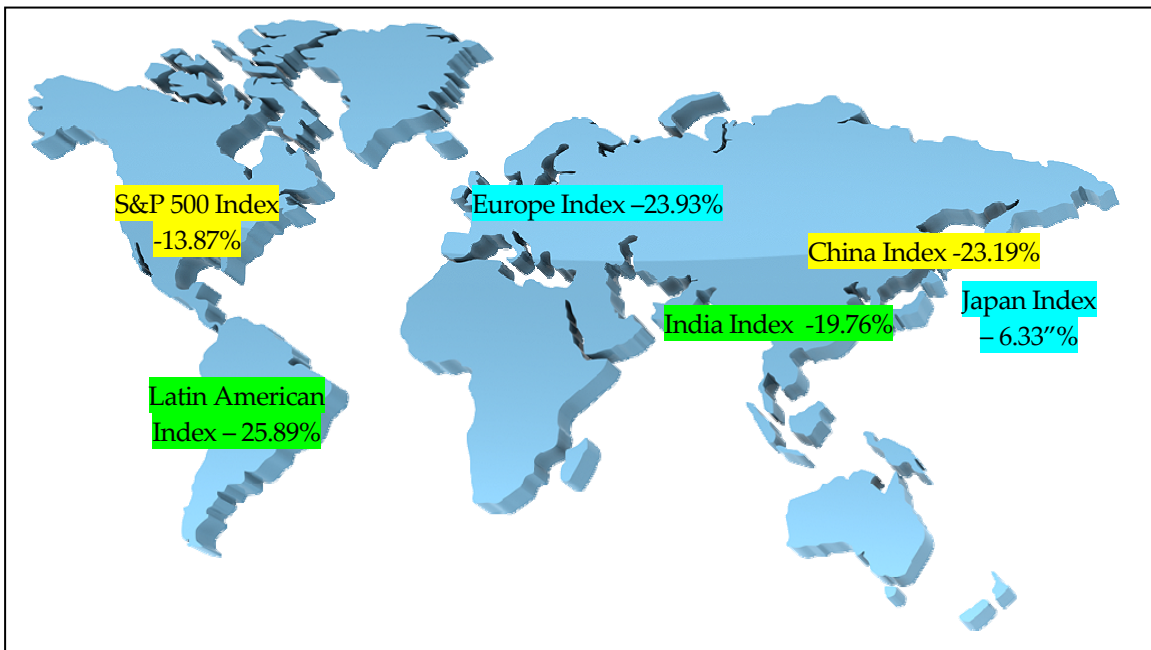 S&P 500 Index
-13.87%
Europe Index –23.93%
China Index -23.19%
Japan Index
– 6.33”%
India Index  -19.76%
Latin American
Index – 25.89%